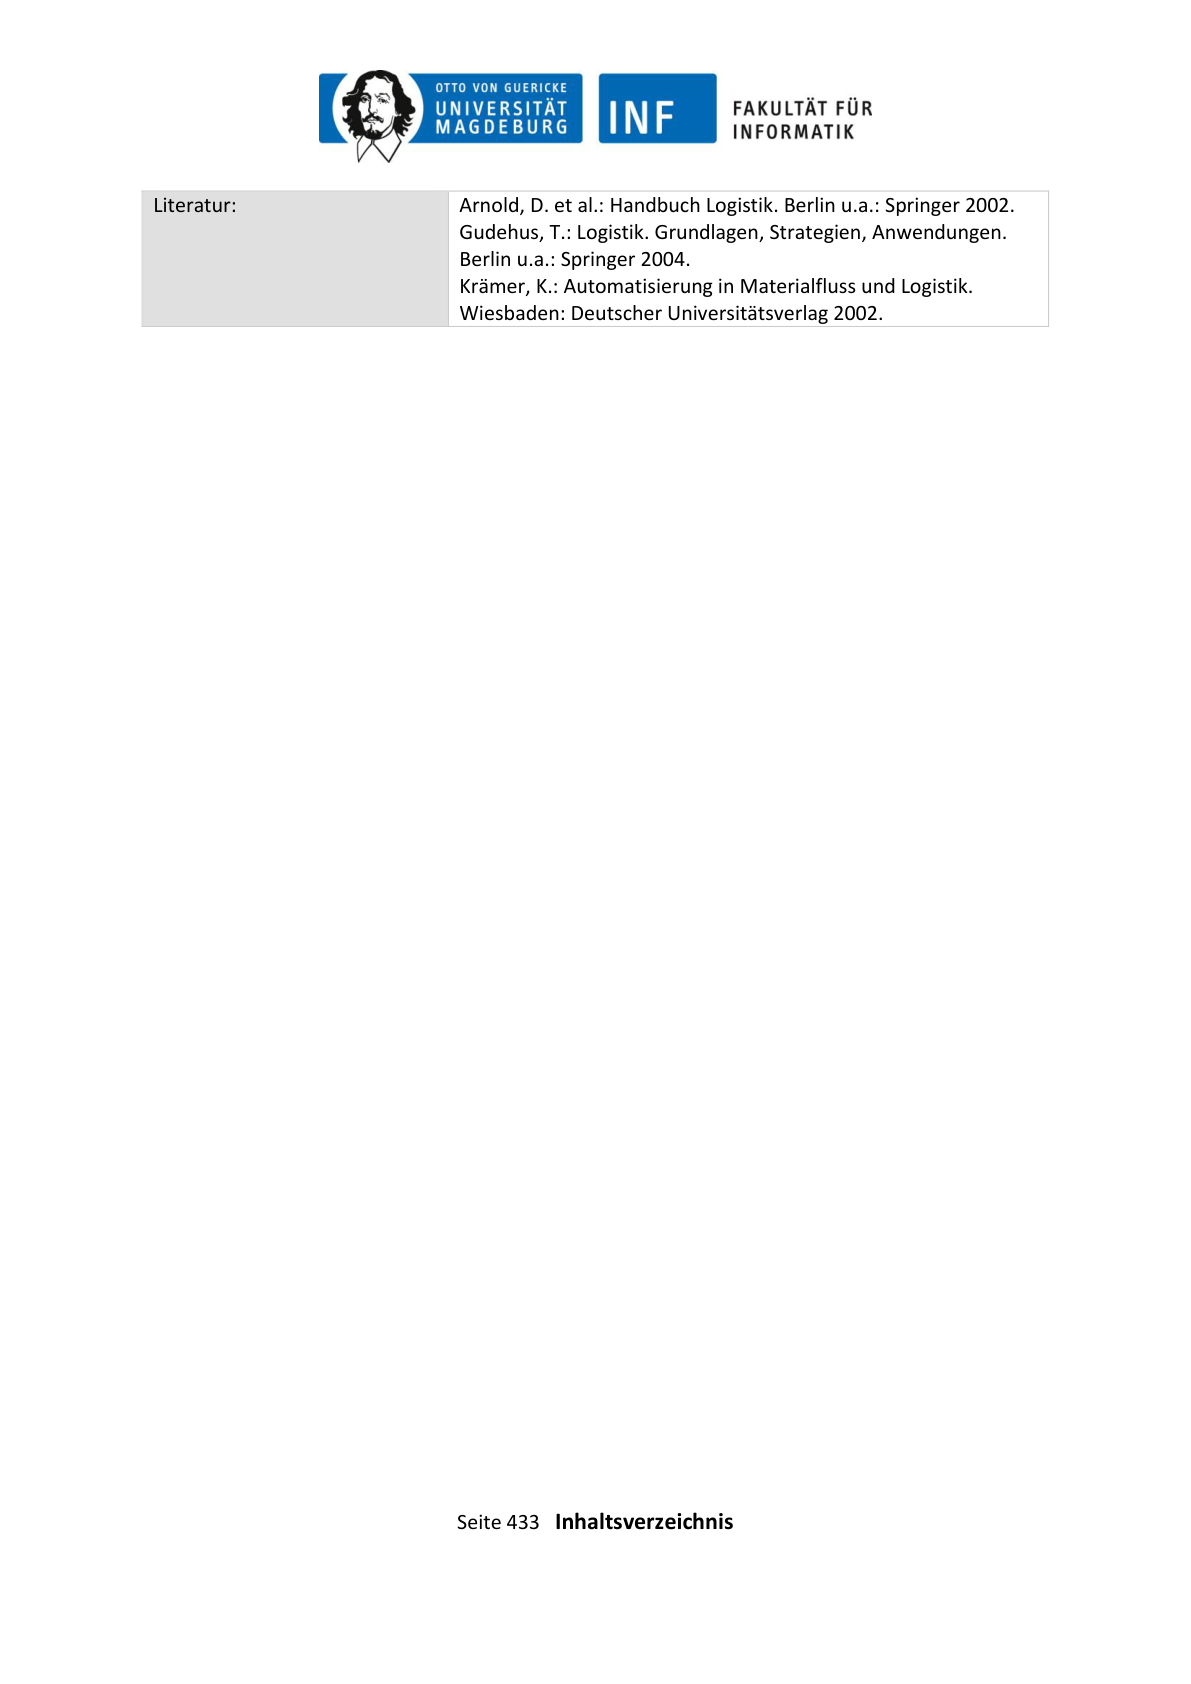 OTTO VON GUERICKE
UNIVERSITÄT
MAGDEBURG
INF
FAKULTÄT FÜR
INFORMATIK
Literatur:
Arnold, D. et al.: Handbuch Logistik. Berlin u.a.: Springer 2002.
Gudehus, T.: Logistik. Grundlagen, Strategien, Anwendungen.
Berlin u.a.: Springer 2004.
Krämer, K.: Automatisierung in Materialfluss und Logistik.
Wiesbaden: Deutscher Universitätsverlag 2002.
Seite 433 Inhaltsverzeichnis